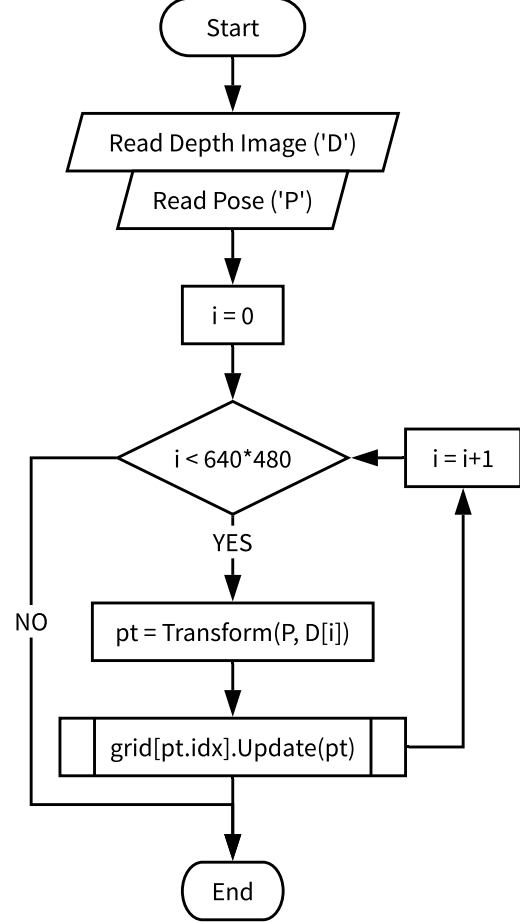 Start
Read Depth Image ('D')
Read Pose ('P')
i = 0
i < 640*480
i = i+1
YES
NO
pt = Transform(P, D[i])
grid[pt.idx].Update(pt)
End